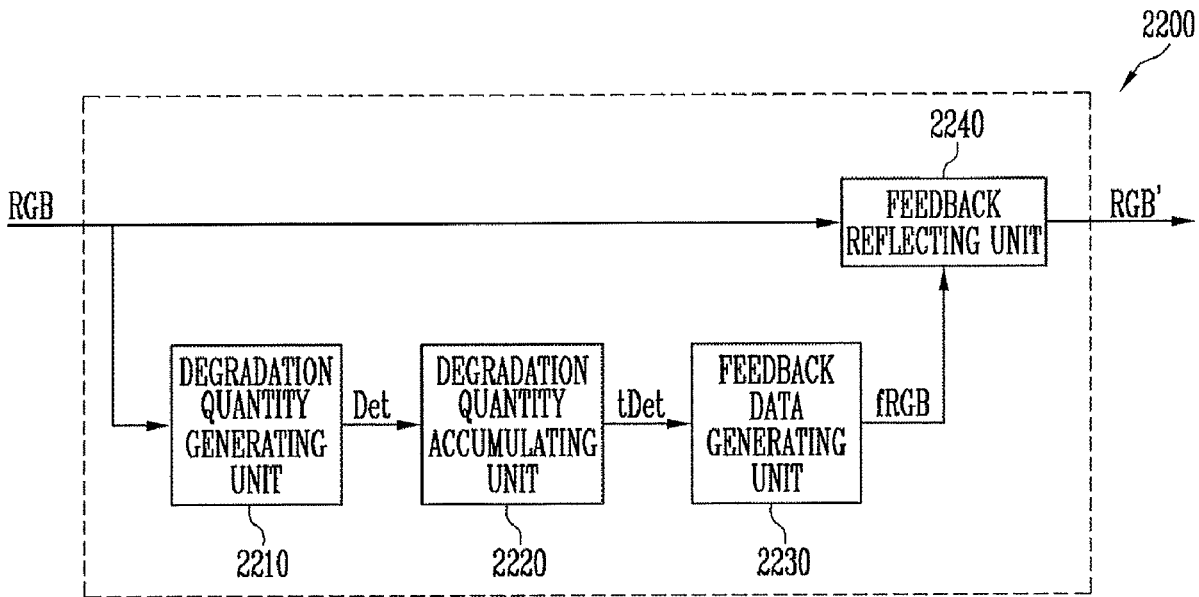 2200
2240
RGB
FEEDBACK
REFLECTING UNIT
RGB'
DEGRADATION
QUANTITY
GENERATING
UNIT
Det
DEGRADATION
QUANTITY
ACCUMULATING
UNIT
tDet
FEEDBACK
DATA
GENERATING
UNIT
fRGB
2210
2220
2230